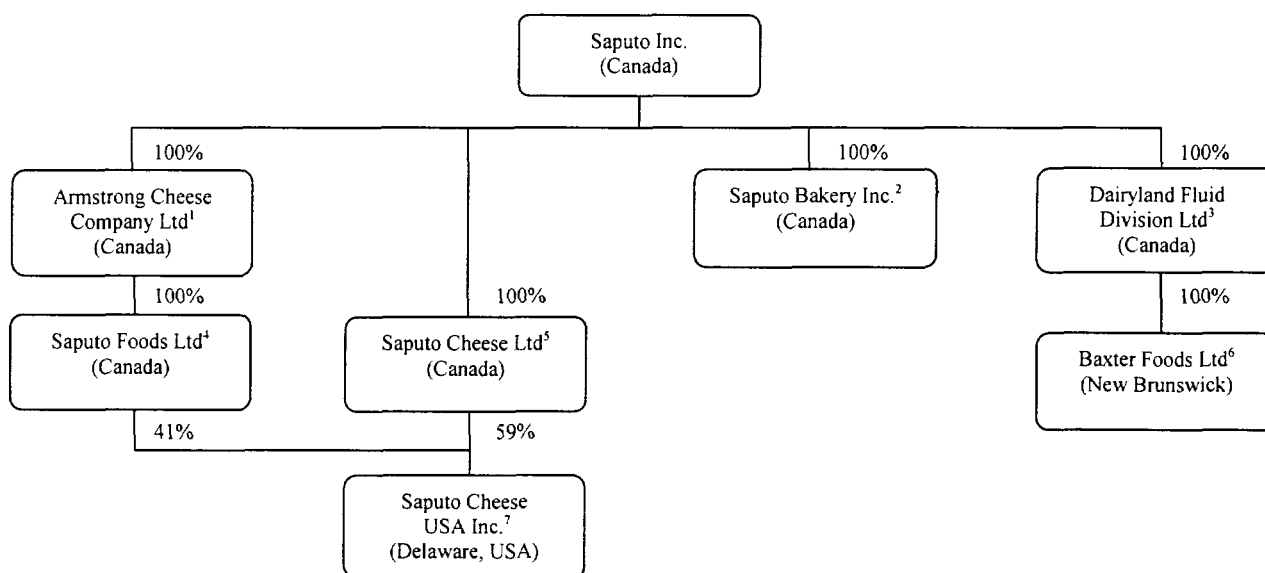 Saputo Inc.
(Canada)
100%
100%
100%
Armstrong Cheese
Company Ltd¹
(Canada)
Saputo Bakery Inc.²
(Canada)
Dairyland Fluid
Division Ltd³
(Canada)
100%
100%
100%
Saputo Foods Ltd⁴
(Canada)
Saputo Cheese Ltd⁵
(Canada)
Baxter Foods Ltd⁶
(New Brunswick)
41%
59%
Saputo Cheese
USA Inc.⁷
(Delaware, USA)